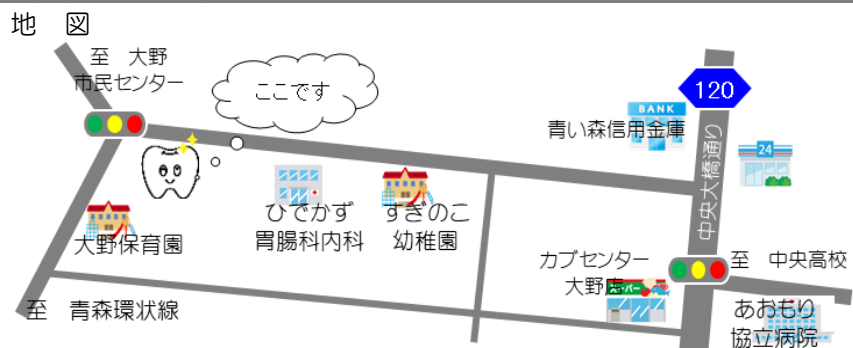 地　図
至　大野
市民センター
ここです
120
BANK
青い森信用金庫
24
中央大橋通り
ひでかず
胃腸科内科
すぎのこ
幼稚園
大野保育園
カブセンター
大野店
スーパー
至　中央高校
至　青森環状線
あおもり
協立病院